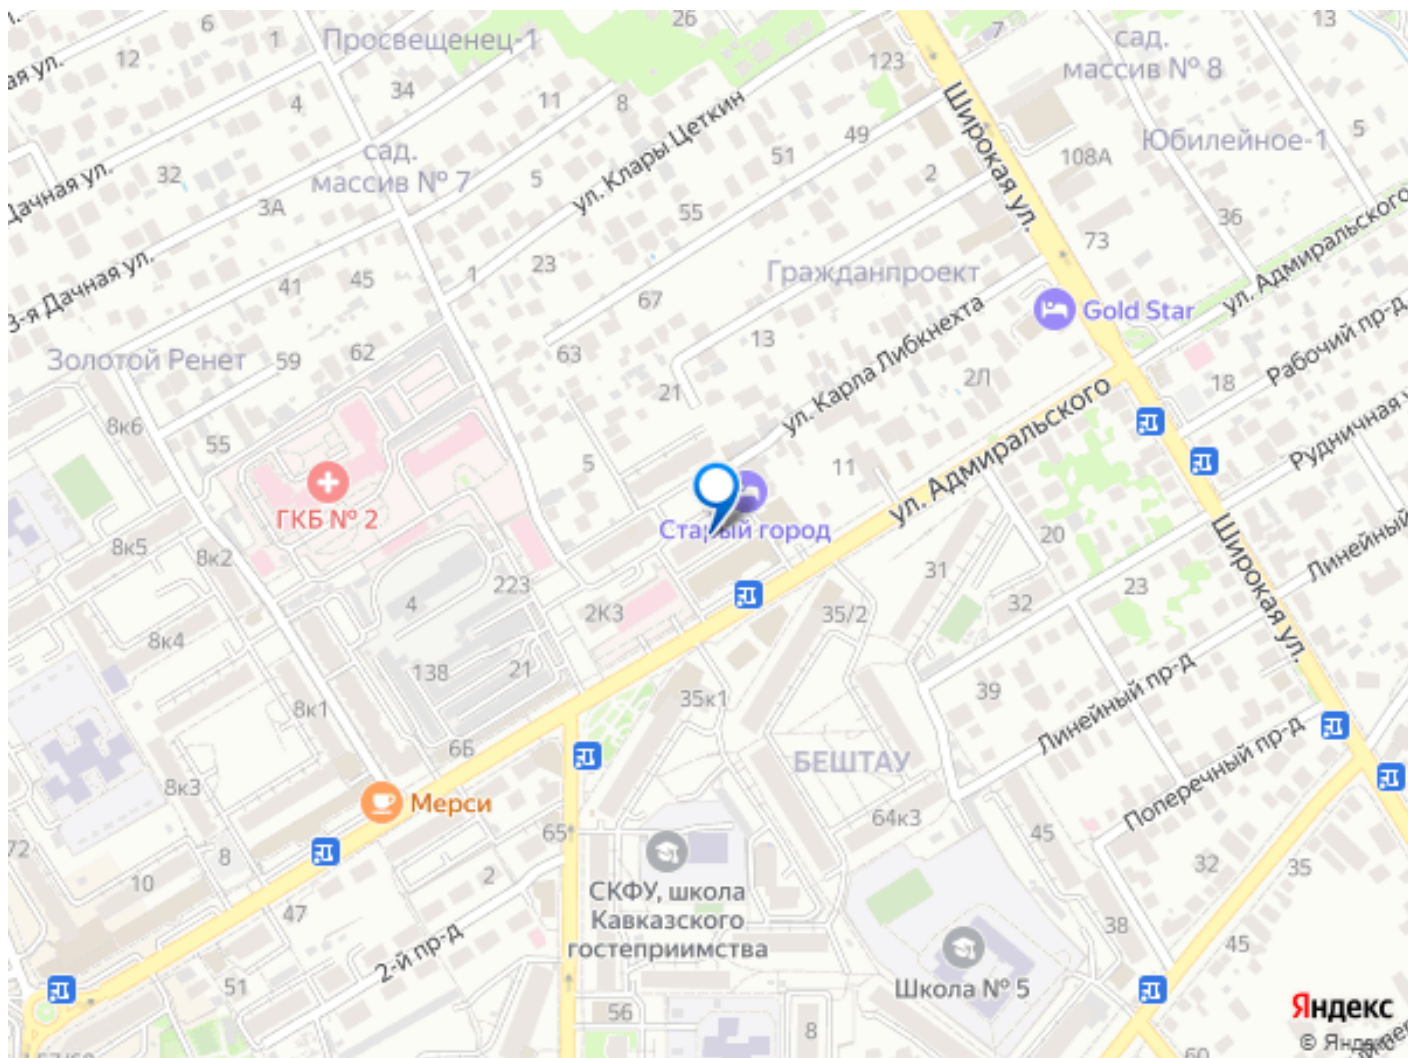 26
13
6
1
Просвещенец-1
7
сад.
массив № 8
12
ая ул.
123
34
4
11
8
ул. Клары Цеткин
Широкая ул.
49
51
108А
Юбилейное-1
5
сад.
массив № 7
Дачная ул.
32
5
2
3А
55
36
73
ул. Адмиральского
3-я Дачная ул.
1
23
45
41
67
Гражданпроект
Gold Star
ул. Карла Либкнехта
Золотой Ренет
59
62
63
13
21
2Л
18
Рабочий пр-д
8к6
55
5
11
ул. Адмиральского
Рудничная у
ГКБ № 2
Старый город
8к5
8к2
20
Широкая ул.
Линейный
4
223
2К3
31
35/2
32
23
8к4
138
21
8к1
35к1
39
Линейный пр-д
6Б
БЕШТАУ
Поперечный пр-д
8к3
Мерси
65
64к3
45
72
8
10
2
32
35
47
СКФУ, школа
Кавказского
гостеприимства
2-й пр-д
38
45
51
Школа № 5
56
8
60
Яндекс
© Яндекс